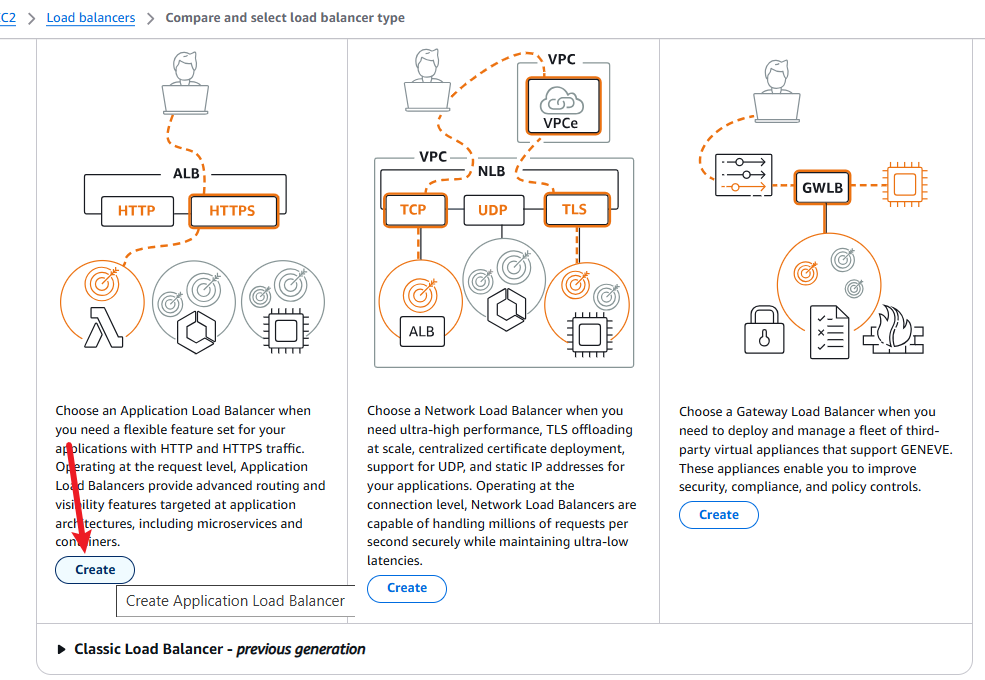 C2 > Load balancers > Compare and select load balancer type
ALB
HTTP
HTTPS
VPC
VPCe
VPC
NLB
TCP
UDP
TLS
ALB
GWLB
Choose an Application Load Balancer when
you need a flexible feature set for your
applications with HTTP and HTTPS traffic.
Operating at the request level, Application
Load Balancers provide advanced routing and
visibility features targeted at application
architectures, including microservices and
containers.
Create
Create Application Load Balancer
Choose a Network Load Balancer when you
need ultra-high performance, TLS offloading
at scale, centralized certificate deployment,
support for UDP, and static IP addresses for
your applications. Operating at the
connection level, Network Load Balancers are
capable of handling millions of requests per
second securely while maintaining ultra-low
latencies.
Create
Choose a Gateway Load Balancer when you
need to deploy and manage a fleet of third-
party virtual appliances that support GENEVE.
These appliances enable you to improve
security, compliance, and policy controls.
Create
Classic Load Balancer - previous generation